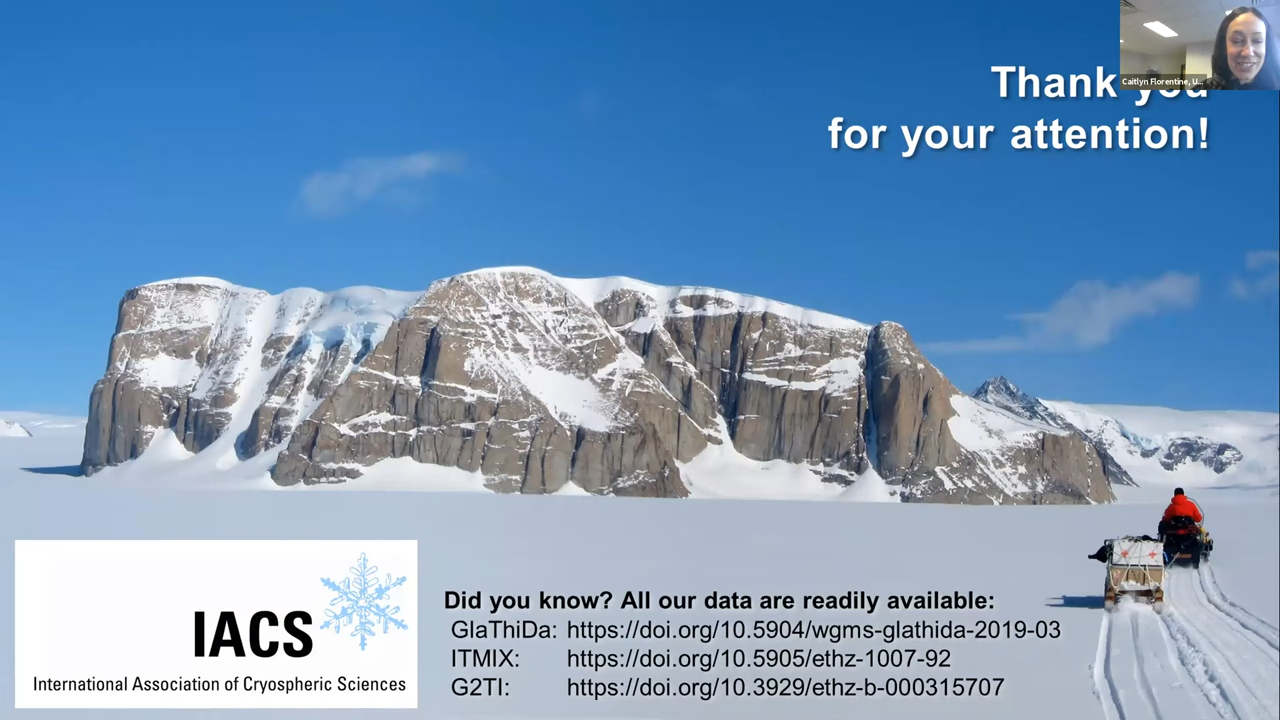 Thank you
for your attention!
Caitlyn Florentine, U...
IACS
International Association of Cryospheric Sciences
Did you know? All our data are readily available:
GlaThiDa: https://doi.org/10.5904/wgms-glathida-2019-03
ITMIX: https://doi.org/10.5905/ethz-1007-92
G2TI: https://doi.org/10.3929/ethz-b-000315707